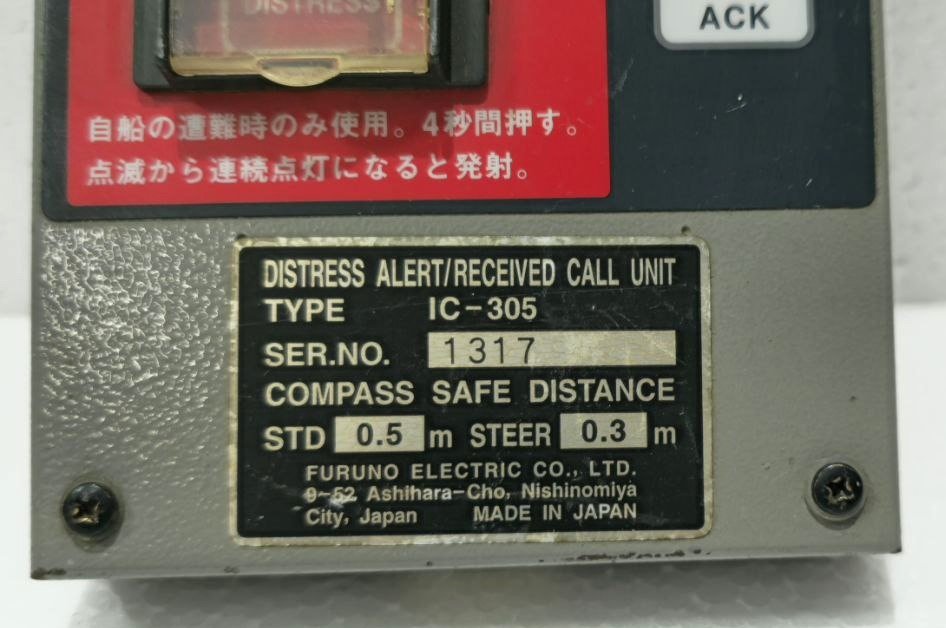 DISTRESS
ACK
自船の遭難時のみ使用。4秒間押す。
点滅から連続点灯になると発射。
DISTRESS ALERT/RECEIVED CALL UNIT
TYPE IC-305
SER.NO. 1317
COMPASS SAFE DISTANCE
STD 0.5 m STEER 0.3 m
FURUNO ELECTRIC CO., LTD.
9-52 Ashihara-Cho, Nishinomiya
City, Japan MADE IN JAPAN